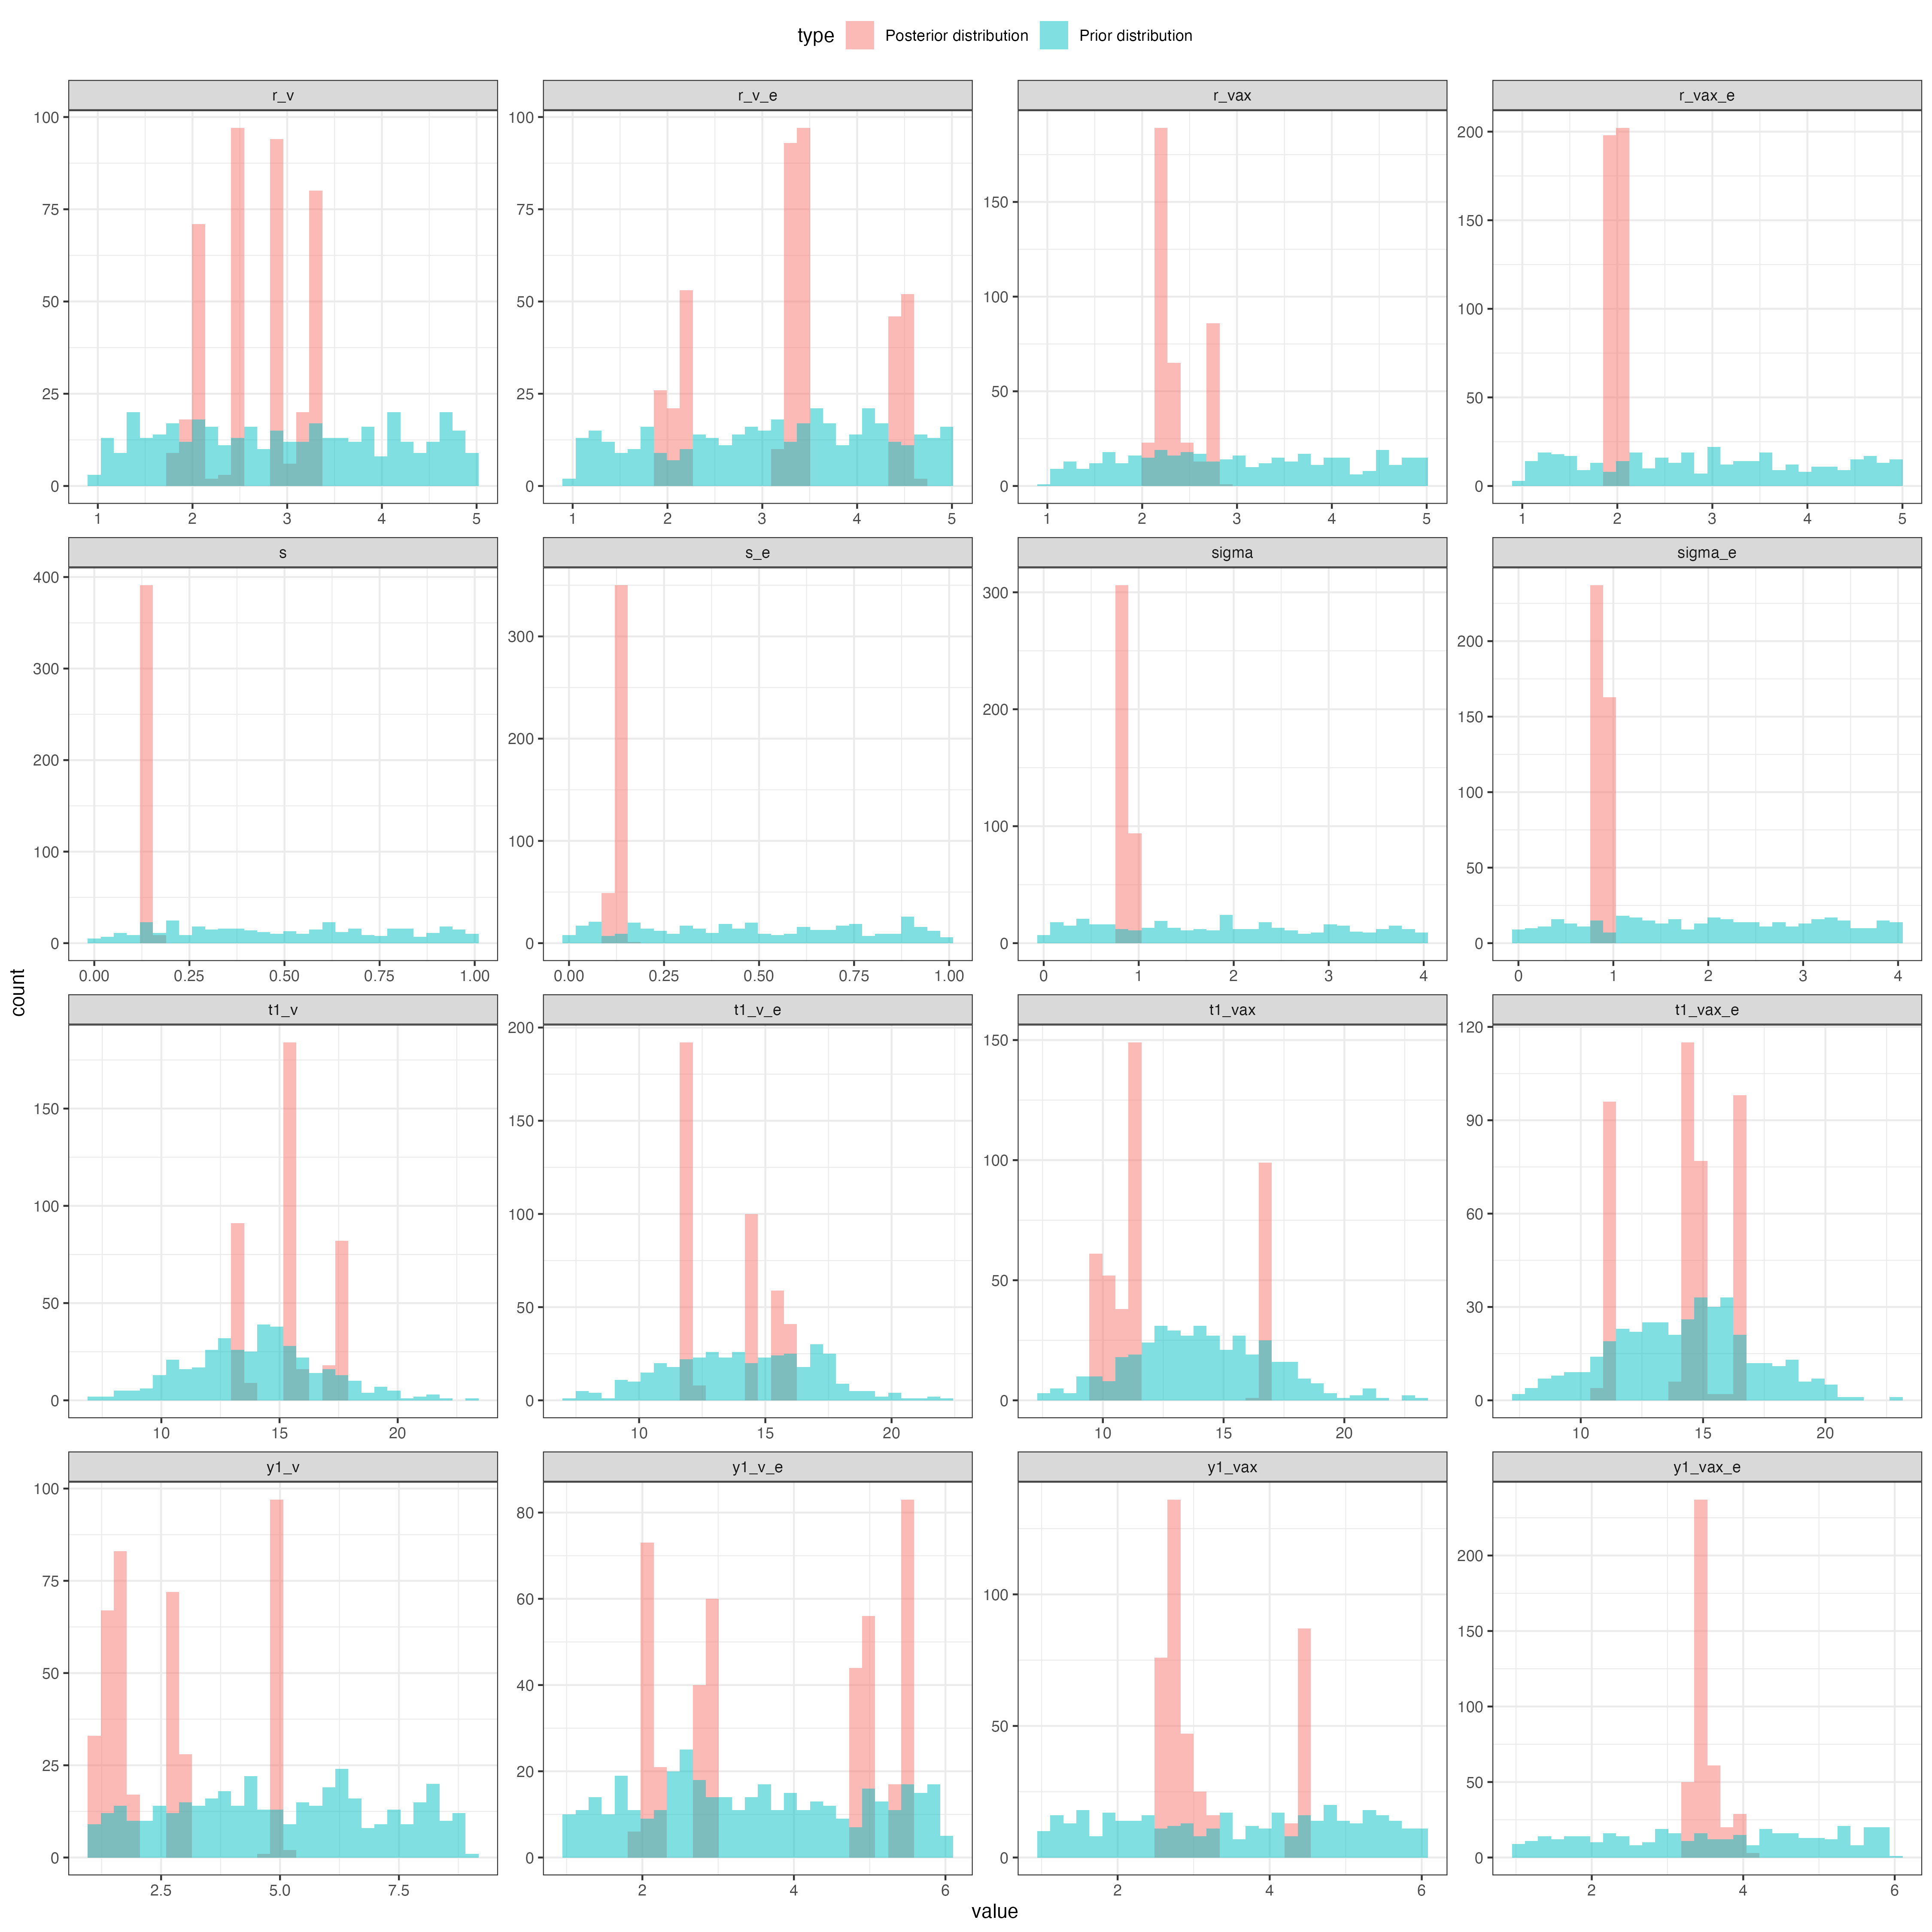 type Posterior distribution Prior distribution
r_v r_v_e r_vax r_vax_e
100 75 50 25 0
100 75 50 25 0
150 100 50 0
200 150 100 50 0
1 2 3 4 5
1 2 3 4 5
1 2 3 4 5
1 2 3 4 5
s s_e sigma sigma_e
400 300 200 100 0
300 200 100 0
300 200 100 0
200 150 100 50 0
0.00 0.25 0.50 0.75 1.00
0.00 0.25 0.50 0.75 1.00
0 1 2 3 4
0 1 2 3 4
count
t1_v t1_v_e t1_vax t1_vax_e
150 100 50 0
200 150 100 50 0
150 100 50 0
120 90 60 30 0
10 15 20
10 15 20
10 15 20
10 15 20
y1_v y1_v_e y1_vax y1_vax_e
100 75 50 25 0
80 60 40 20 0
100 50 0
200 150 100 50 0
2.5 5.0 7.5
2 4 6
2 4 6
2 4 6
value